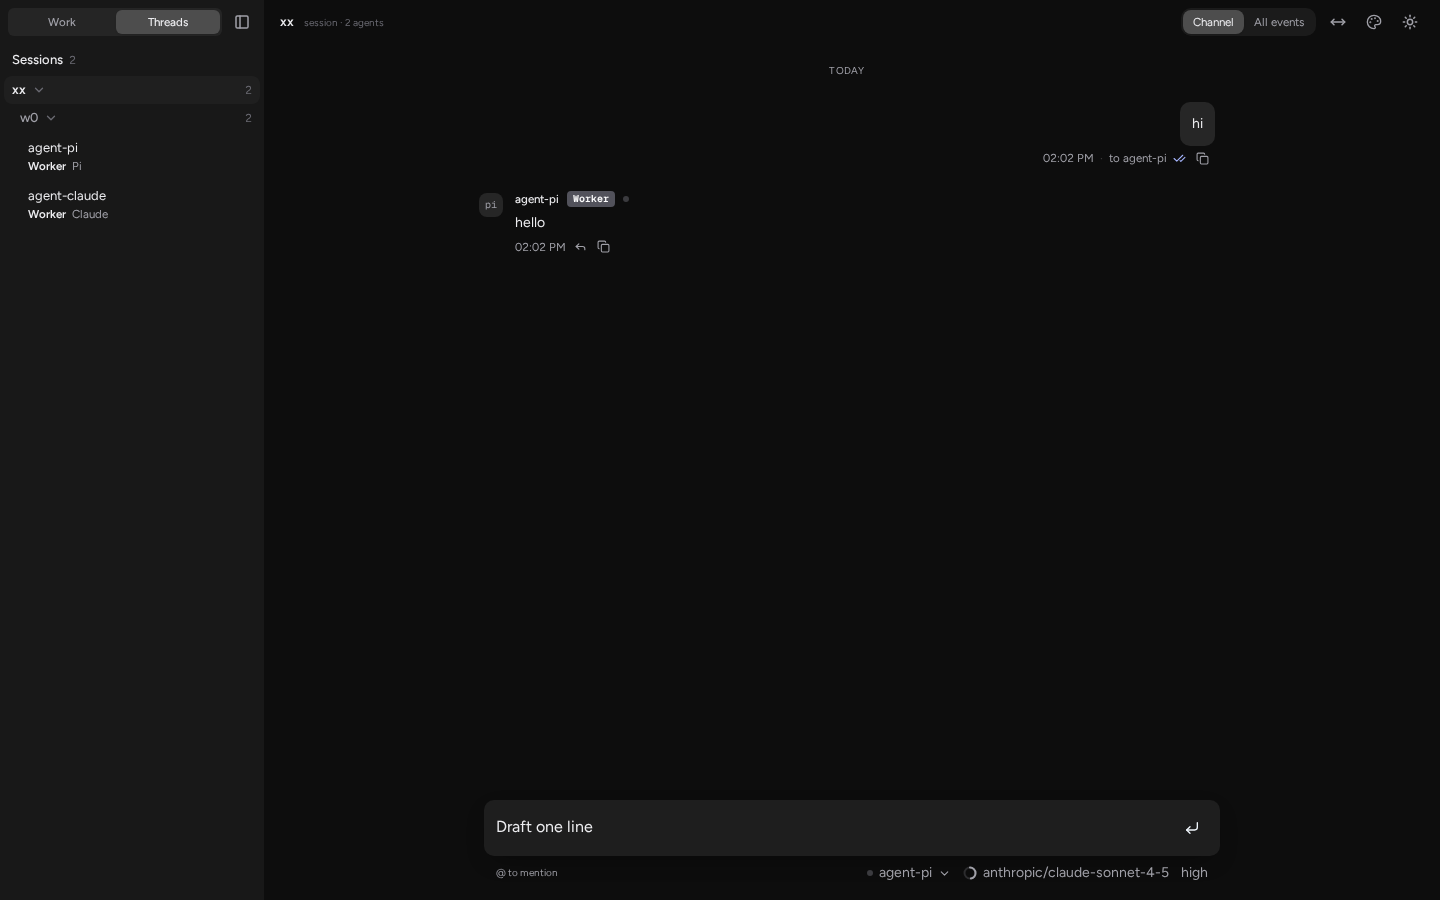 Work
Threads
Sessions 2
xx 2
w0 2
agent-pi
Worker Pi
agent-claude
Worker Claude
xx session · 2 agents
Channel
All events
TODAY
hi
02:02 PM · to agent-pi
pi
agent-pi Worker
hello
02:02 PM
Draft one line
@ to mention
agent-pi
anthropic/claude-sonnet-4-5 high